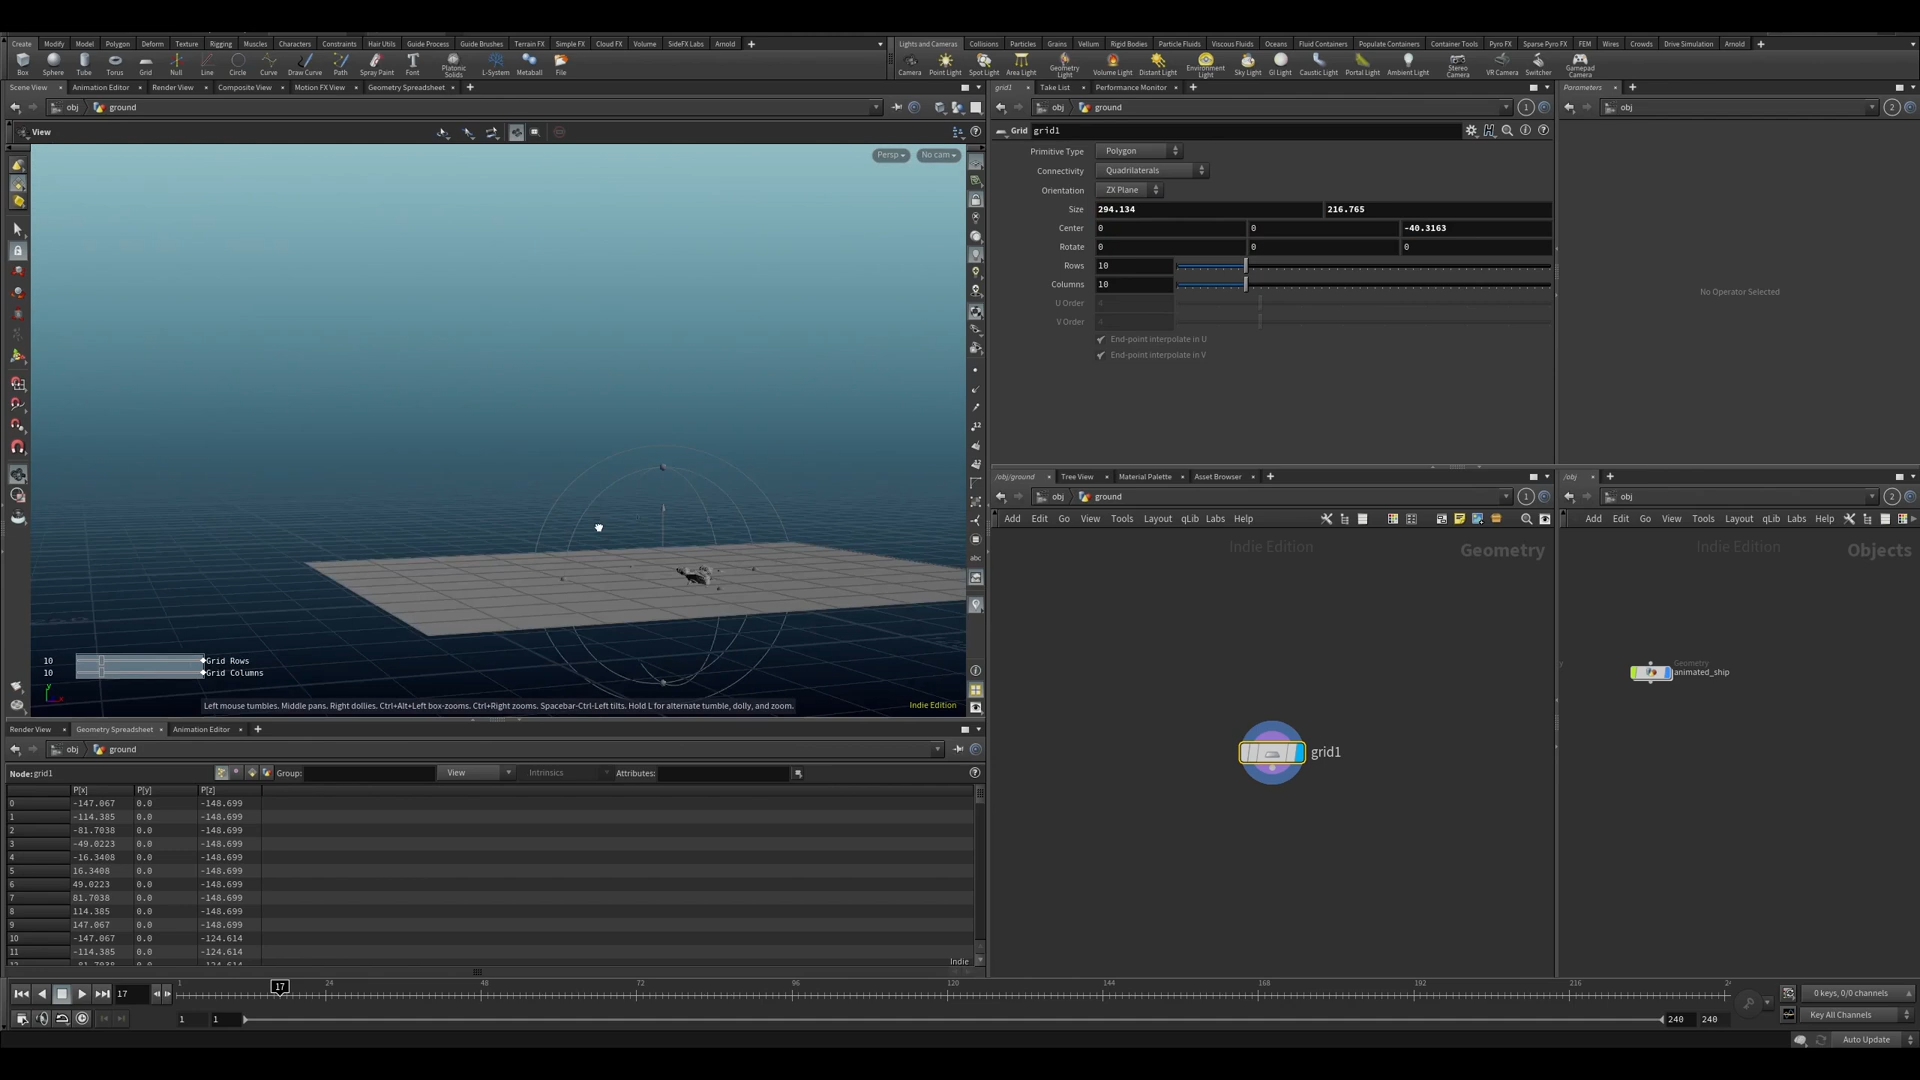 Create Modify Model Polygon Deform Texture Rigging Muscles Characters Constraints Hair Utils Guide Process Guide Brushes Terrain FX Simple FX Cloud FX Volume SideFX Labs Arnold
Lights and Cameras Collisions Particles Grains Vellum Rigid Bodies Particle Fluids Viscous Fluids Oceans Fluid Containers Populate Containers Container Tools Pyro FX Sparse Pyro FX FEM Wires Crowds Drive Simulation Arnold
Box Sphere Tube Torus Grid Null Line Circle Curve Draw Curve Path Spray Paint Font Platonic Solids L-System Metaball File
Camera Point Light Spot Light Area Light Geometry Light Volume Light Distant Light Environment Light Sky Light GI Light Caustic Light Portal Light Ambient Light Stereo Camera VR Camera Switcher Gamepad Camera
Scene View Animation Editor Render View Composite View Motion FX View Geometry Spreadsheet
grid1 Take List Performance Monitor
Parameters
obj ground
obj ground 1
obj 2
View
Persp No cam
Grid grid1
Primitive Type Polygon
Connectivity Quadrilaterals
Orientation ZX Plane
Size 294.134 216.765
Center 0 0 -40.3163
Rotate 0 0 0
Rows 10
Columns 10
U Order 4
V Order 4
End-point interpolate in U
End-point interpolate in V
No Operator Selected
/obj/ground Tree View Material Palette Asset Browser
/obj
obj ground 1
obj 2
Add Edit Go View Tools Layout qLib Labs Help
Add Edit Go View Tools Layout qLib Labs Help
Indie Edition Geometry
Indie Edition Objects
Geometry
animated_ship
grid1
abc
10 Grid Rows
10 Grid Columns
Left mouse tumbles. Middle pans. Right dollies. Ctrl+Alt+Left box-zooms. Ctrl+Right zooms. Spacebar-Ctrl-Left tilts. Hold L for alternate tumble, dolly, and zoom.
Indie Edition
Render View Geometry Spreadsheet Animation Editor
obj ground
Node: grid1 Group: View Intrinsics Attributes:
P[x] P[y] P[z]
0 -147.067 0.0 -148.699
1 -114.385 0.0 -148.699
2 -81.7038 0.0 -148.699
3 -49.0223 0.0 -148.699
4 -16.3408 0.0 -148.699
5 16.3408 0.0 -148.699
6 49.0223 0.0 -148.699
7 81.7038 0.0 -148.699
8 114.385 0.0 -148.699
9 147.067 0.0 -148.699
10 -147.067 0.0 -124.614
11 -114.385 0.0 -124.614
Indie
17 1 17 24 48 72 96 120 144 168 192 216
0 keys, 0/0 channels
1 1 240 240
Key All Channels
Auto Update